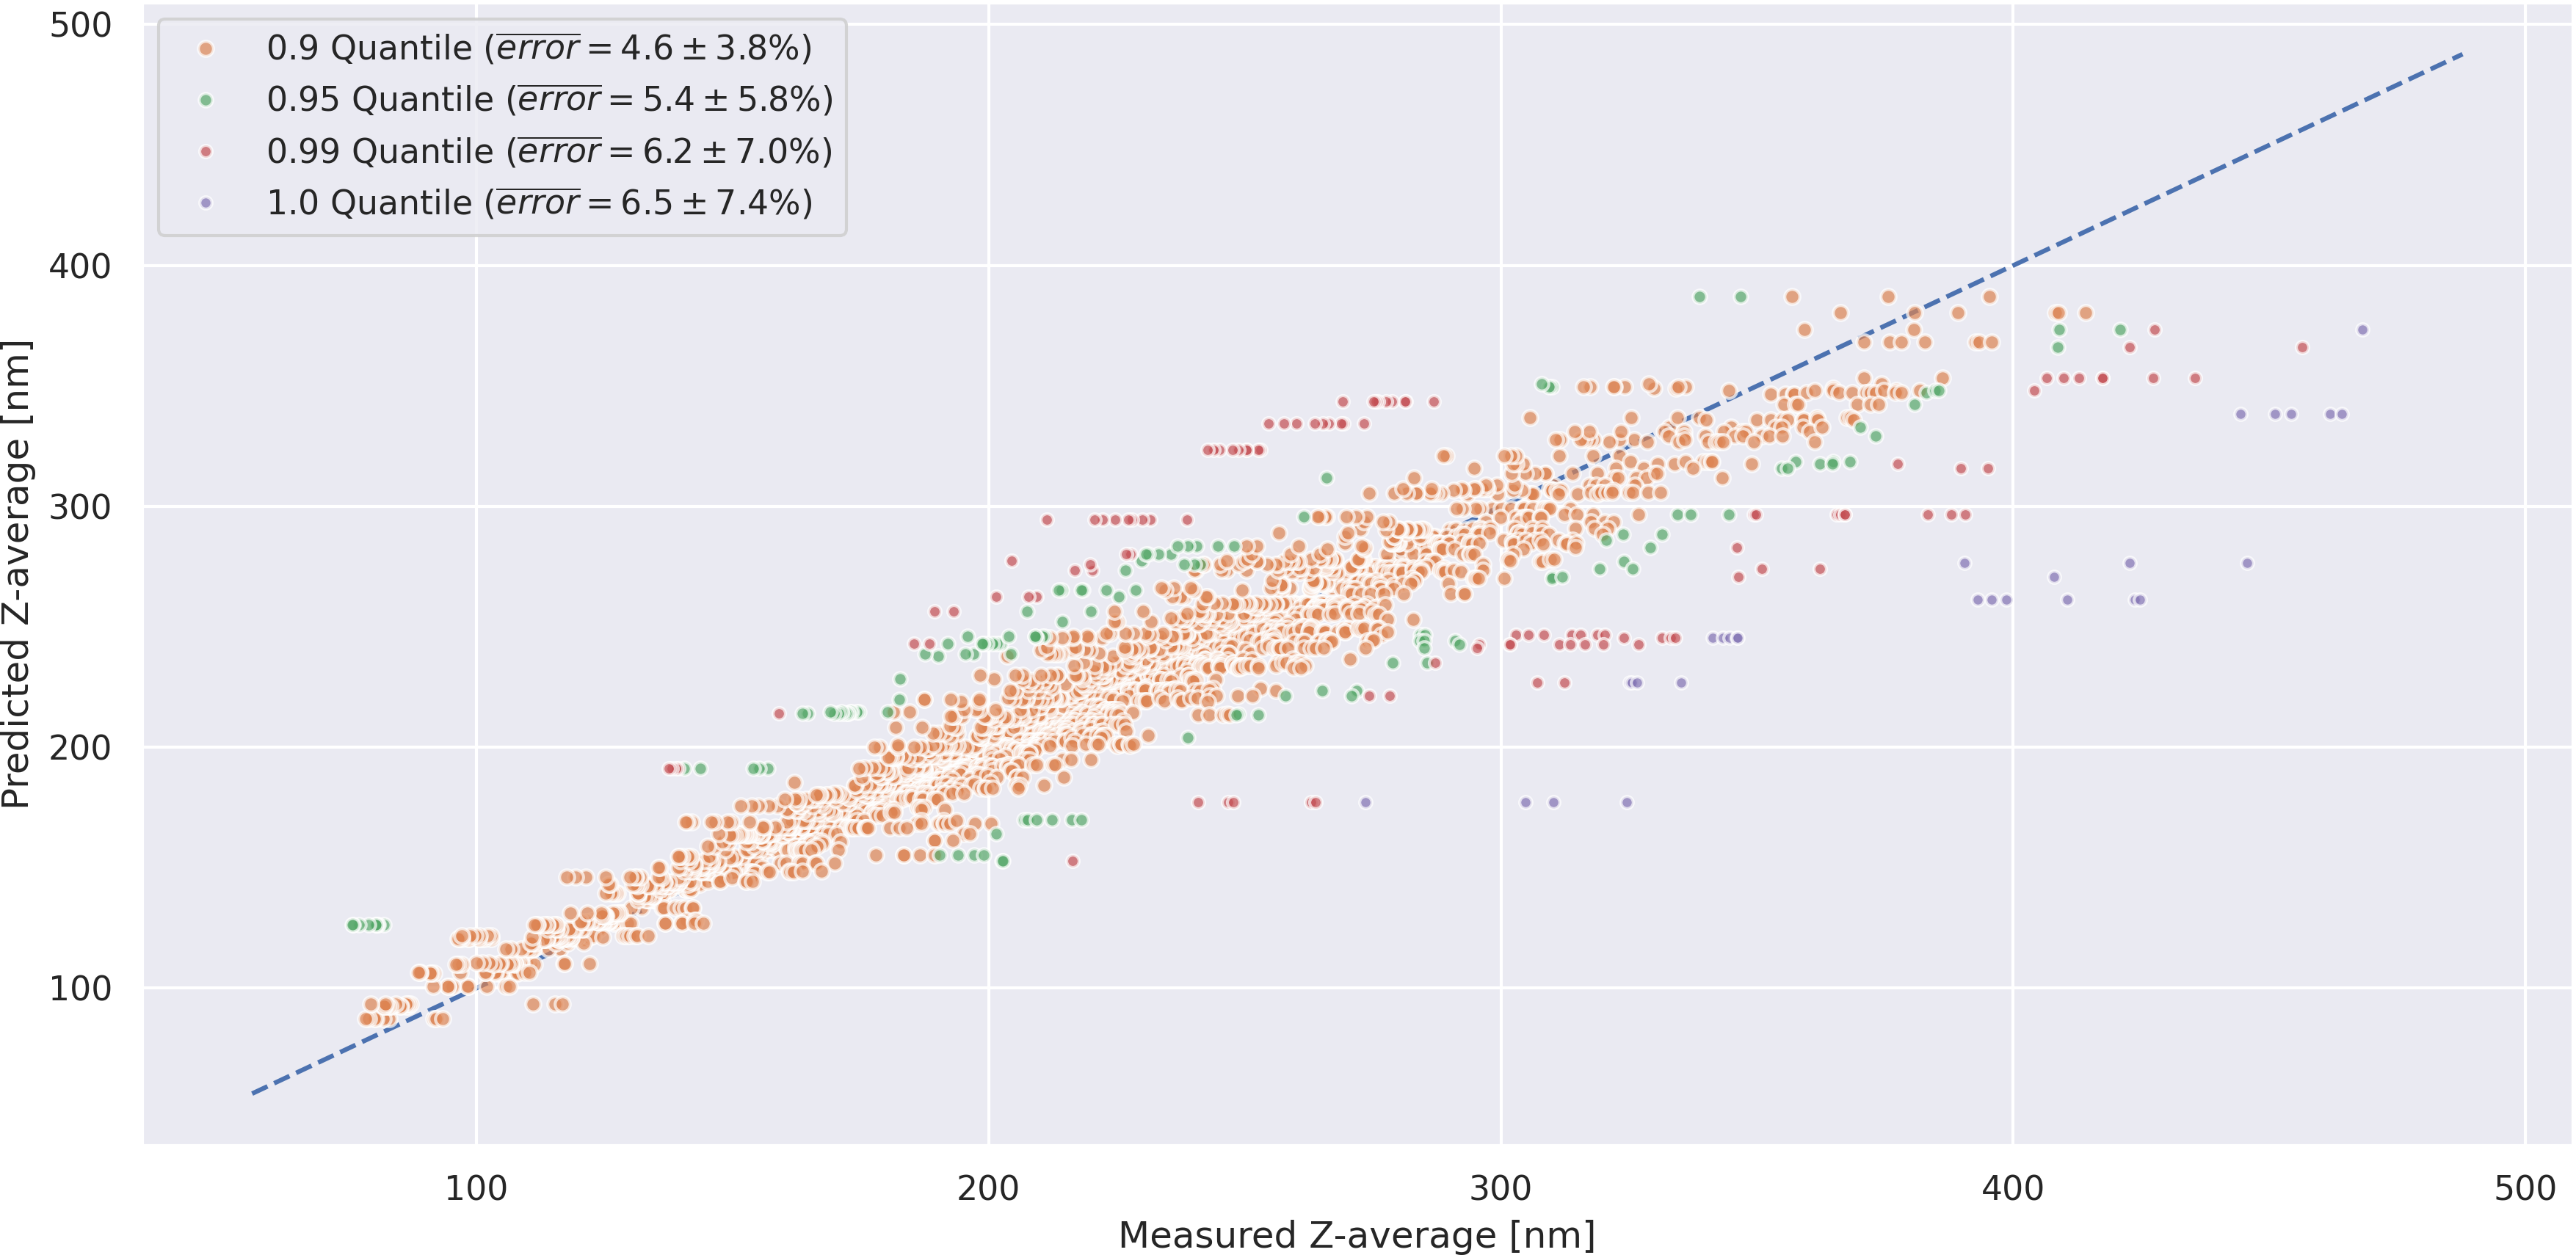 0.9 Quantile (error = 4.6 ± 3.8%)
0.95 Quantile (error = 5.4 ± 5.8%)
0.99 Quantile (error = 6.2 ± 7.0%)
1.0 Quantile (error = 6.5 ± 7.4%)
Predicted Z-average [nm]
500
400
300
200
100
100 200 300 400 500
Measured Z-average [nm]